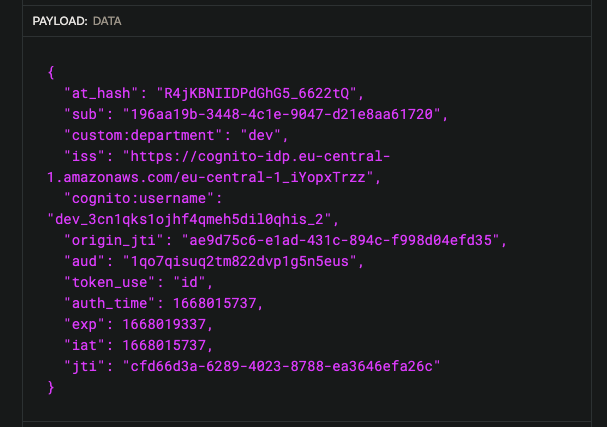 PAYLOAD: DATA
{
"at_hash": "R4jKBNIIDPdGhG5_6622tQ",
"sub": "196aa19b-3448-4c1e-9047-d21e8aa61720",
"custom:department": "dev",
"iss": "https://cognito-idp.eu-central-
1.amazonaws.com/eu-central-1_iYopxTrzz",
"cognito:username":
"dev_3cn1qks1ojhf4qmeh5dil0qhis_2",
"origin_jti": "ae9d75c6-e1ad-431c-894c-f998d04efd35",
"aud": "1qo7qisuq2tm822dvp1g5n5eus",
"token_use": "id",
"auth_time": 1668015737,
"exp": 1668019337,
"iat": 1668015737,
"jti": "cfd66d3a-6289-4023-8788-ea3646efa26c"
}